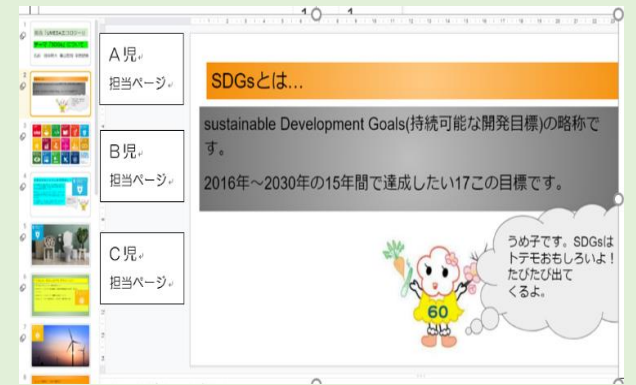 A児
担当ページ
B児
担当ページ
C児
担当ページ
SDGsとは…
sustainable Development Goals(持続可能な開発目標)の略称で
す。
2016年～2030年の15年間で達成したい17この目標です。
うめ子です。SDGsは
トテモおもしろいよ！
たびたび出て
くるよ。
60